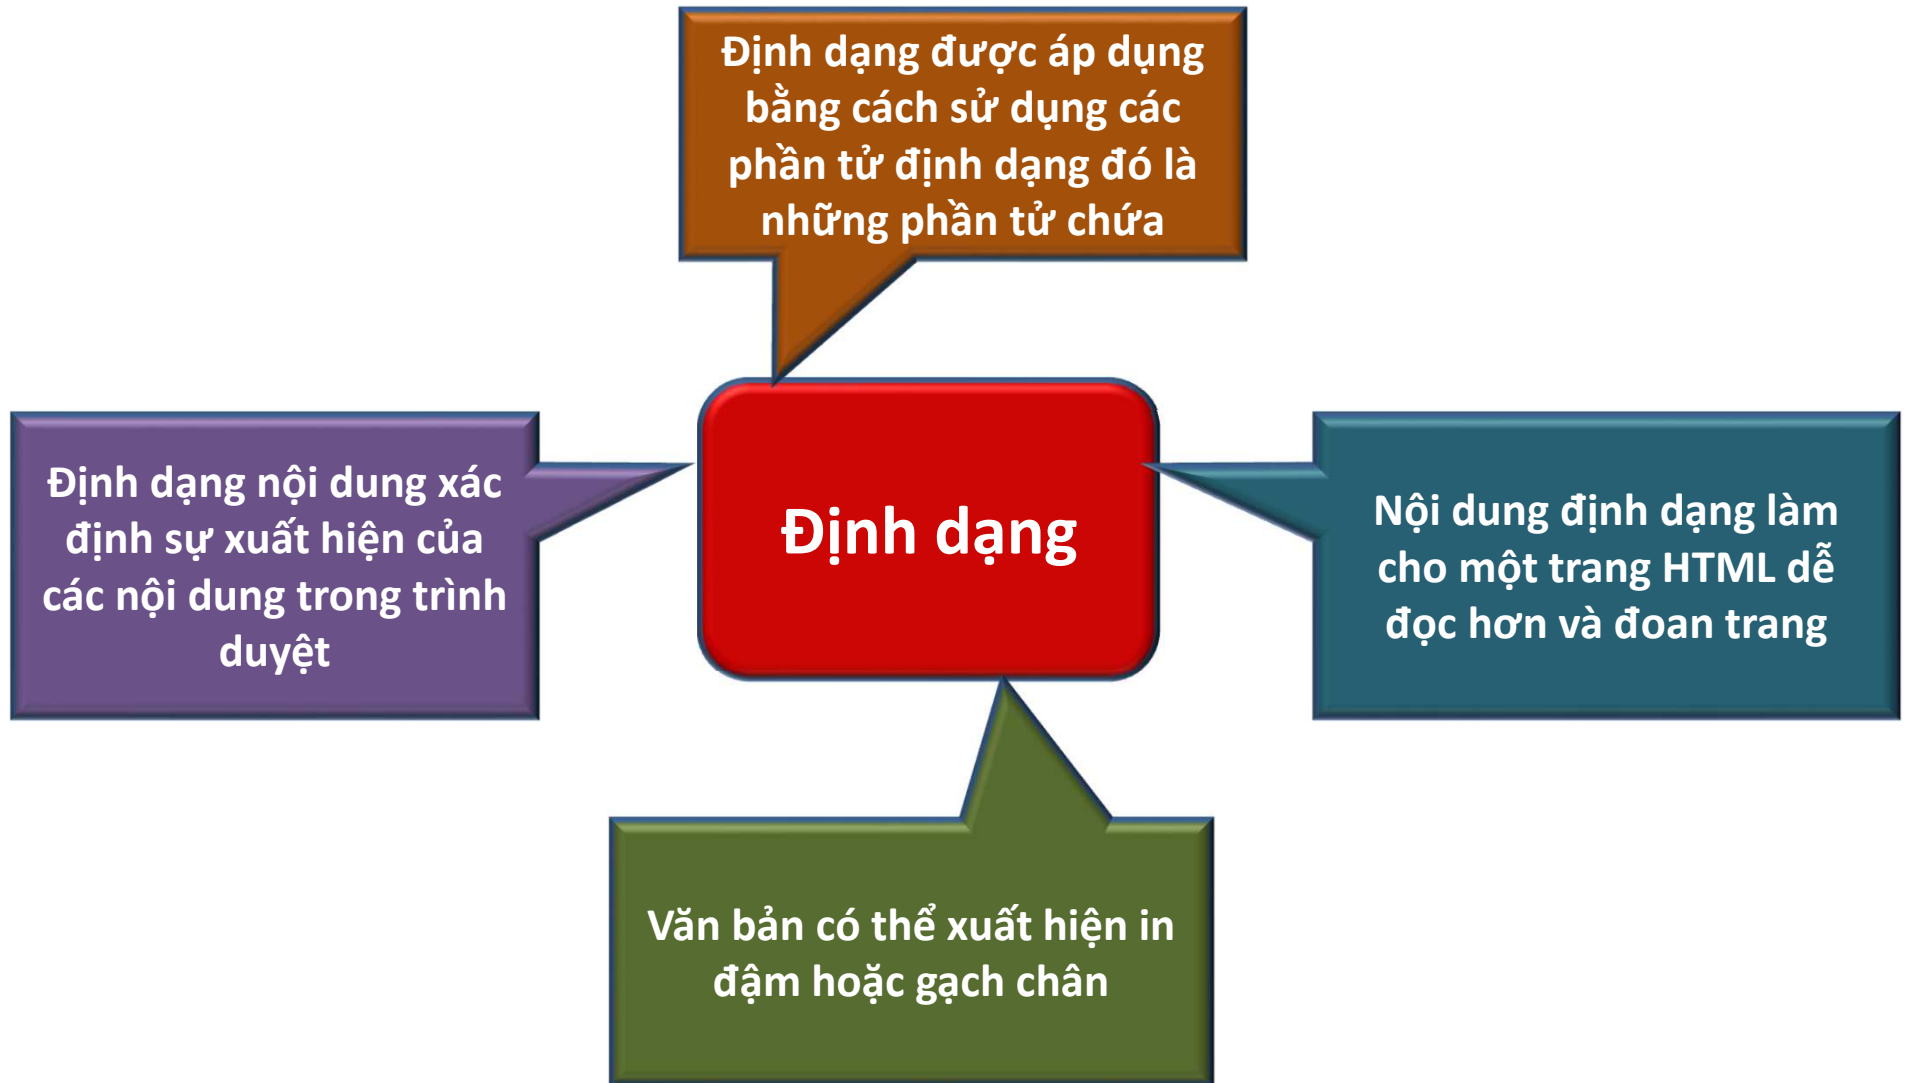 Định dạng được áp dụng
bằng cách sử dụng các
phần tử định dạng đó là
những phần tử chứa
Định dạng nội dung xác
định sự xuất hiện của
các nội dung trong trình
duyệt
Định dạng
Nội dung định dạng làm
cho một trang HTML dễ
đọc hơn và đoan trang
Văn bản có thể xuất hiện in
đậm hoặc gạch chân